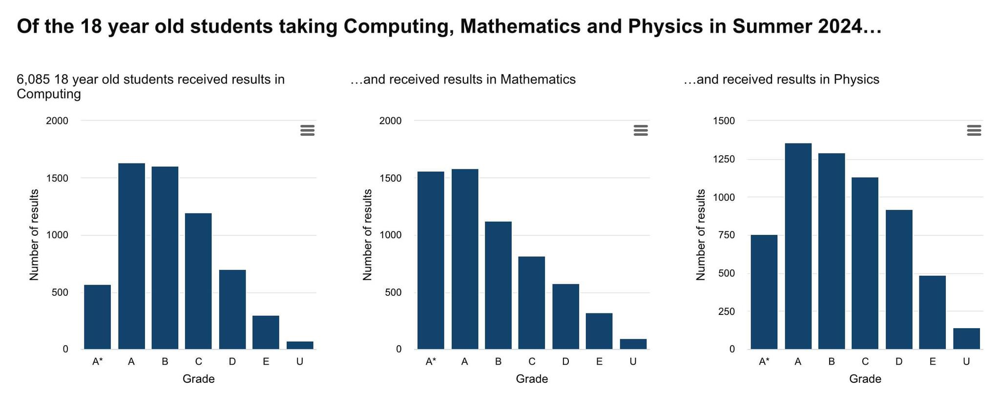 Of the 18 year old students taking Computing, Mathematics and Physics in Summer 2024…
6,085 18 year old students received results in
Computing
2000
1500
1000
500
0
Number of results
A* A B C D E U
Grade
…and received results in Mathematics
2000
1500
1000
500
0
Number of results
A* A B C D E U
Grade
…and received results in Physics
1500
1250
1000
750
500
250
0
Number of results
A* A B C D E U
Grade